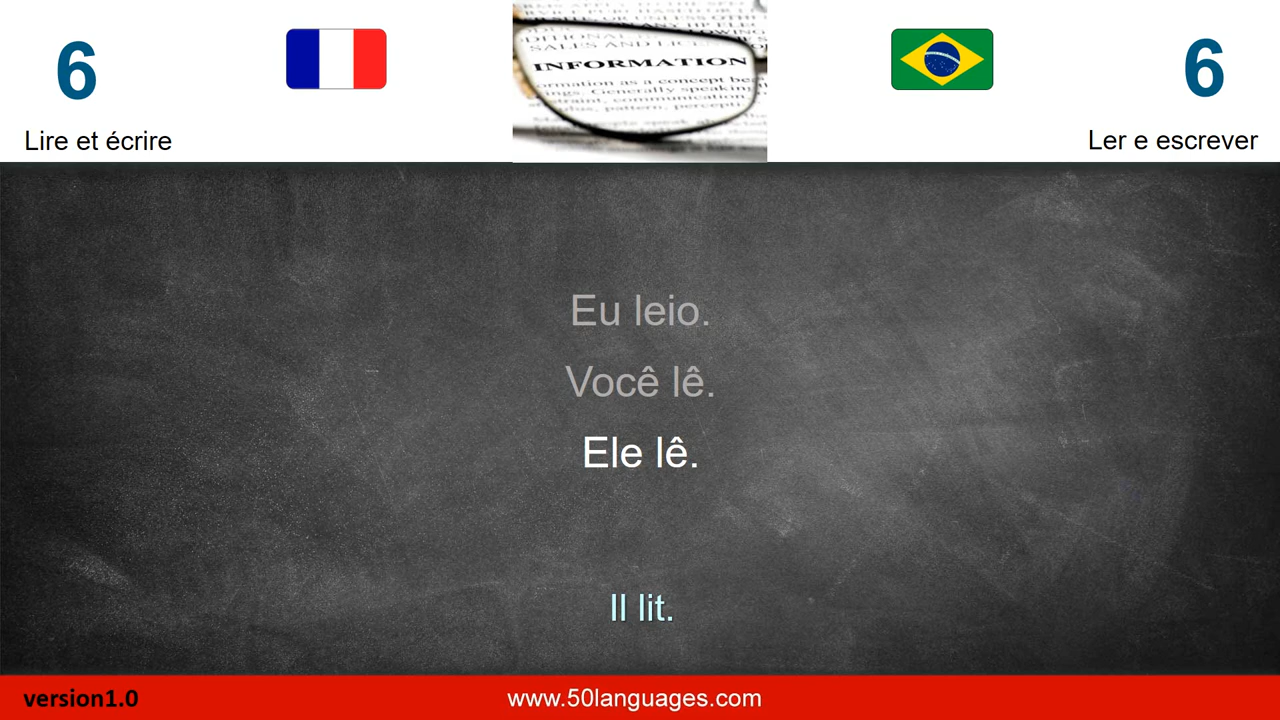 6
6
Lire et écrire
Ler e escrever
INFORMATION
Eu leio.
Você lê.
Ele lê.
Il lit.
version1.0
www.50languages.com